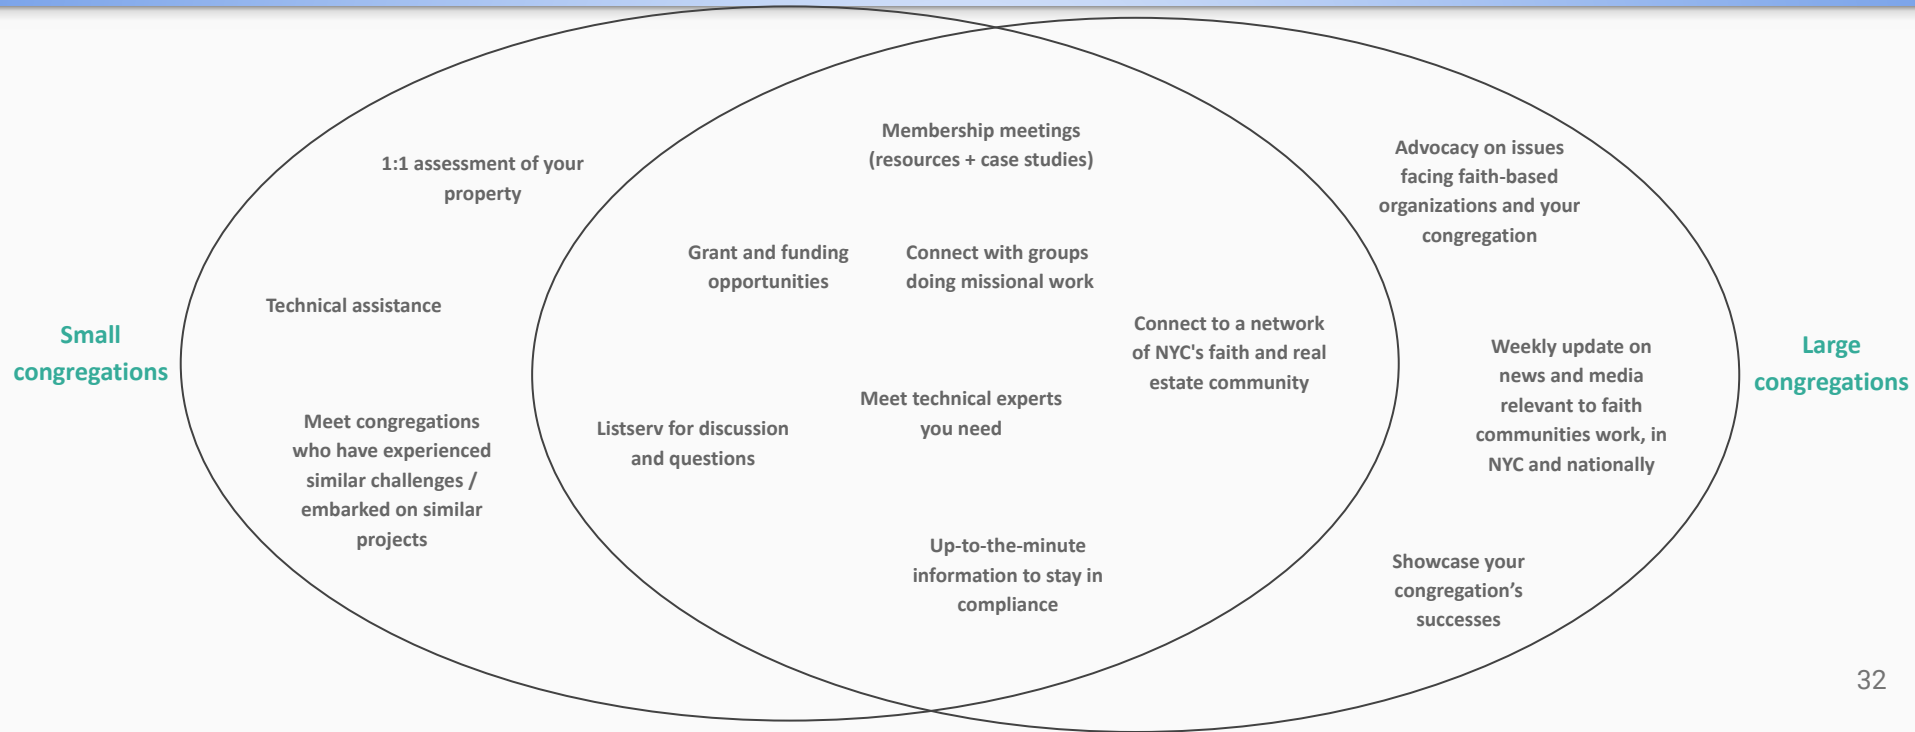 Small
congregations
1:1 assessment of your
property
Technical assistance
Meet congregations
who have experienced
similar challenges /
embarked on similar
projects
Membership meetings
(resources + case studies)
Grant and funding
opportunities
Connect with groups
doing missional work
Connect to a network
of NYC's faith and real
estate community
Meet technical experts
you need
Listserv for discussion
and questions
Up-to-the-minute
information to stay in
compliance
Advocacy on issues
facing faith-based
organizations and your
congregation
Weekly update on
news and media
relevant to faith
communities work, in
NYC and nationally
Showcase your
congregation’s
successes
Large
congregations
32